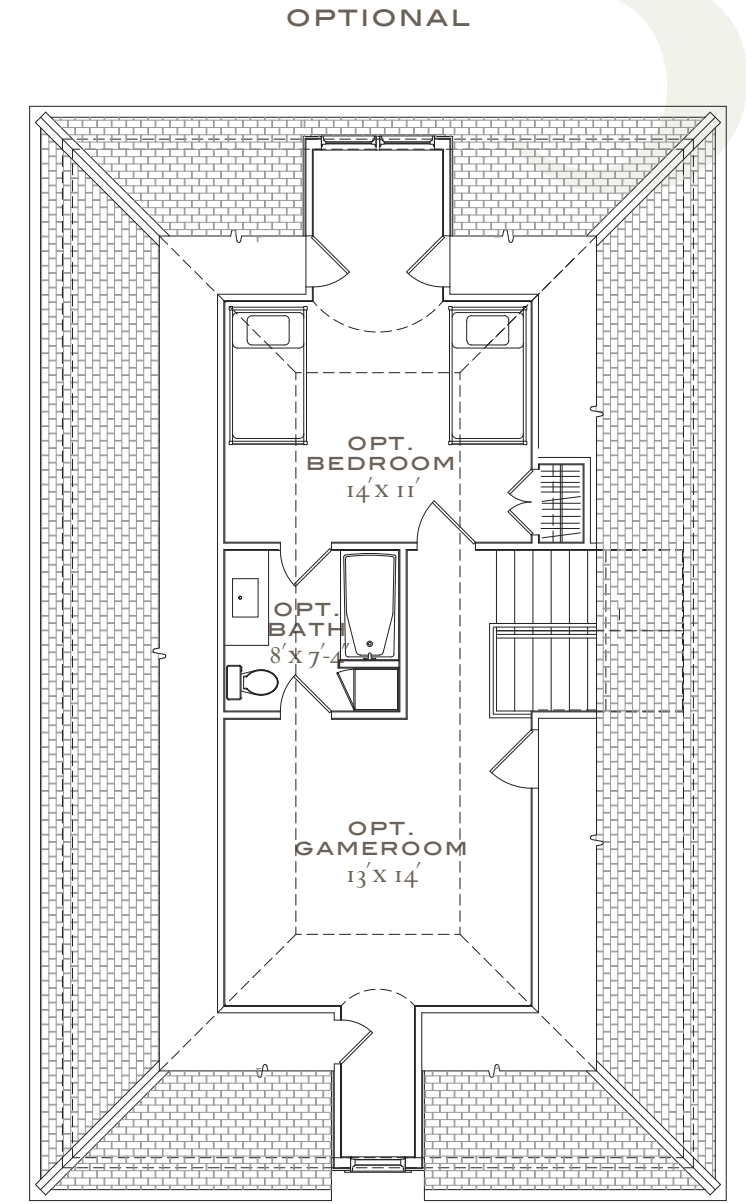 OPTIONAL
OPT.
BEDROOM
14'X 11'
OPT.
BATH
8'X 7'-4"
OPT.
GAMEROOM
13'X 14'